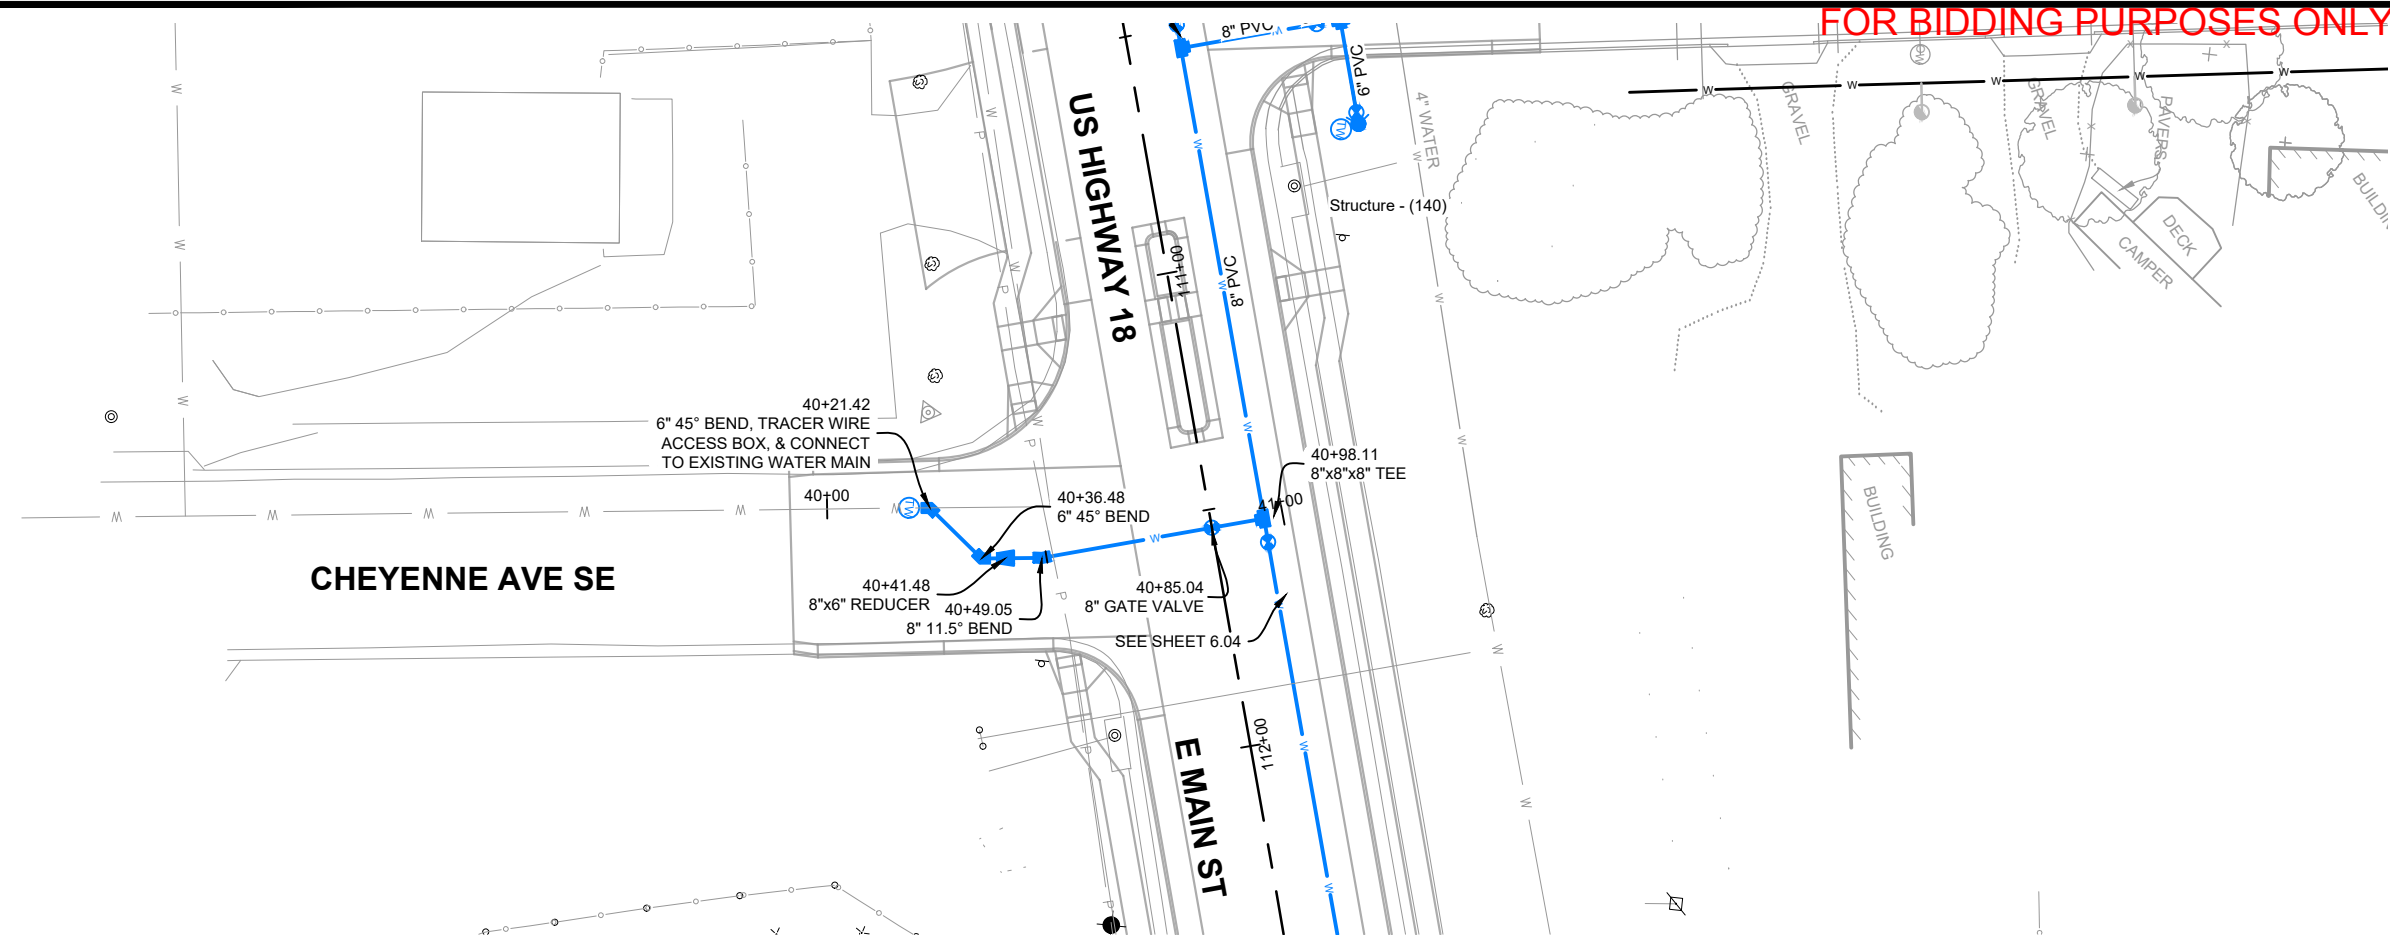 FOR BIDDING PURPOSES ONLY
8" PVC
6" PVC
TW
4" WATER
GRAVEL
GRAVEL
PAVERS
US HIGHWAY 18
Structure - (140)
111+00
8" PVC
DECK
CAMPER
40+21.42
6" 45° BEND, TRACER WIRE
ACCESS BOX, & CONNECT
TO EXISTING WATER MAIN
40+98.11
8"x8"x8" TEE
40+00
TW
40+36.48
6" 45° BEND
41+00
BUILDING
CHEYENNE AVE SE
40+41.48
8"x6" REDUCER
40+49.05
8" 11.5° BEND
40+85.04
8" GATE VALVE
SEE SHEET 6.04
112+00
E MAIN ST